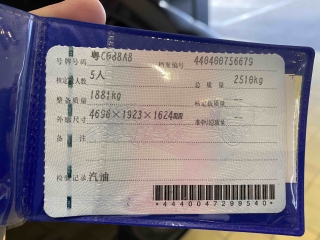 号牌号码 粤C688A8 档案编号 440400756679
核定载人数 5人 总质量 2510kg
整备质量 1881kg 核定载质量 --
外廓尺寸 4696×1923×1624mm 准牵引总质量 --
备注
检验记录 汽油
*4440047299540*